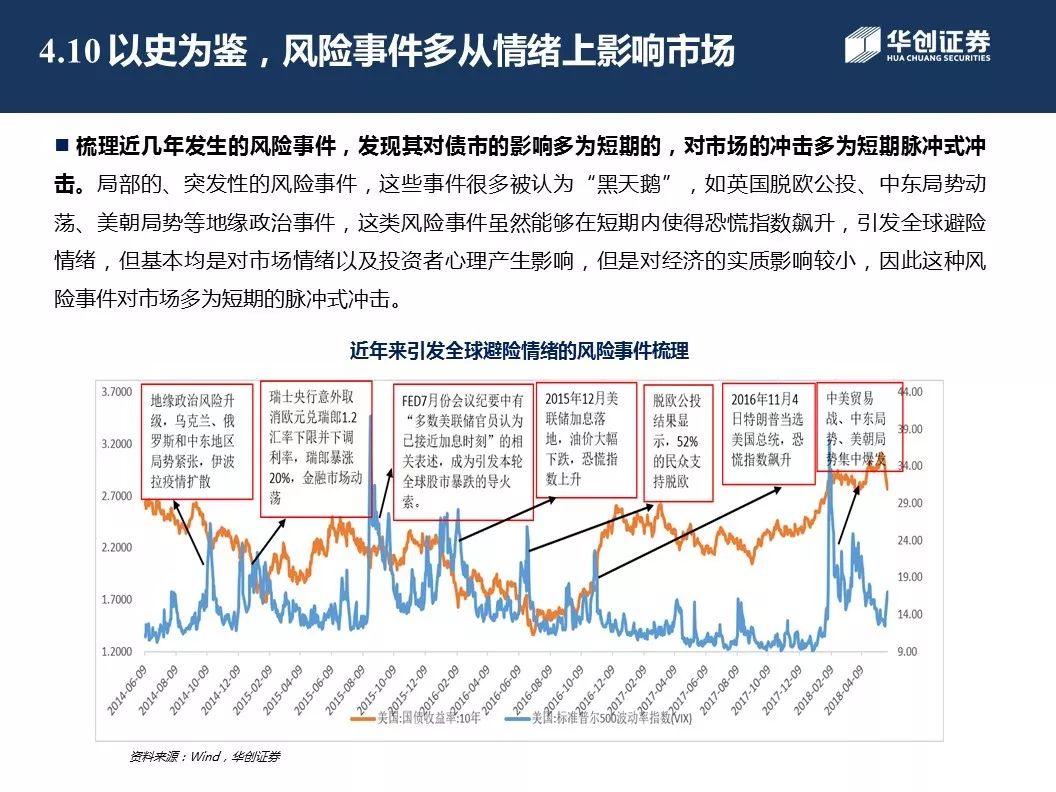 4.10 以史为鉴，风险事件多从情绪上影响市场
华创证券
HUA CHUANG SECURITIES
■ 梳理近几年发生的风险事件，发现其对债市的影响多为短期的，对市场的冲击多为短期脉冲式冲
击。局部的、突发性的风险事件，这些事件很多被认为“黑天鹅”，如英国脱欧公投、中东局势动
荡、美朝局势等地缘政治事件，这类风险事件虽然能够在短期内使得恐慌指数飙升，引发全球避险
情绪，但基本均是对市场情绪以及投资者心理产生影响，但是对经济的实质影响较小，因此这种风
险事件对市场多为短期的脉冲式冲击。
近年来引发全球避险情绪的风险事件梳理
3.7000
3.2000
2.7000
2.2000
1.7000
1.2000
地缘政治风险升
级，乌克兰、俄
罗斯和中东地区
局势紧张，伊波
拉疫情扩散
瑞士央行意外取
消欧元兑瑞郎1.2
汇率下限并下调
利率，瑞郎暴涨
20%，金融市场动
荡
FED7月份会议纪要中有
“多数美联储官员认为
已接近加息时刻”的相
关表述，成为引发本轮
全球股市暴跌的导火
索。
2015年12月美
联储加息落
地，油价大幅
下跌，恐慌指
数上升
脱欧公投
结果显
示，52%
的民众支
持脱欧
2016年11月4
日特朗普当选
美国总统，恐
慌指数飙升
中美贸易
战、中东局
势、美朝局
势集中爆发
44.00
39.00
34.00
29.00
24.00
19.00
14.00
9.00
2014-06-09
2014-08-09
2014-10-09
2014-12-09
2015-02-09
2015-04-09
2015-06-09
2015-08-09
2015-10-09
2015-12-09
2016-02-09
2016-04-09
2016-06-09
2016-08-09
2016-10-09
2016-12-09
2017-02-09
2017-04-09
2017-06-09
2017-08-09
2017-10-09
2017-12-09
2018-02-09
2018-04-09
美国:国债收益率:10年
美国:标准普尔500波动率指数(VIX)
资料来源：Wind，华创证券